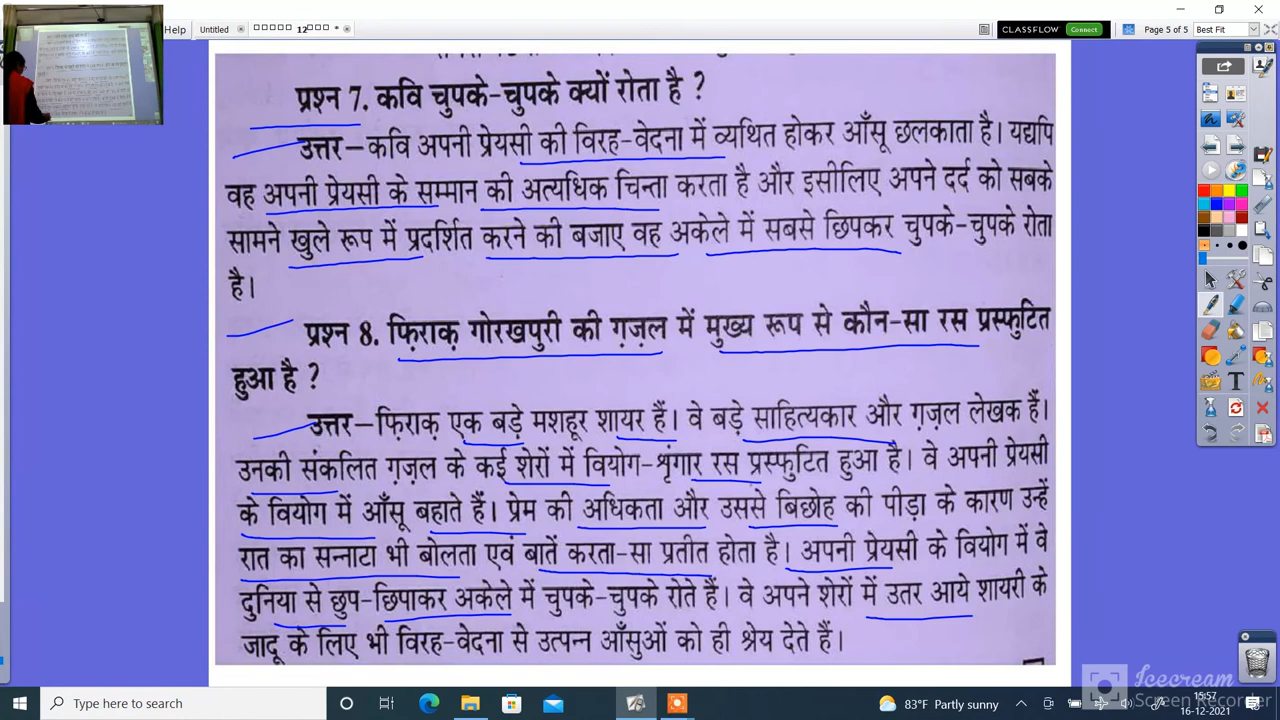 Help
Untitled
12
CLASSFLOW
Connect
Page 5 of 5
Best Fit
प्रश्न 7. कवि चुपके-चुपके क्यों रोता है ?
उत्तर—कवि अपनी प्रेयसी की विरह-वेदना में व्यथित होकर आँसू छलकाता है। यद्यपि
वह अपनी प्रेयसी के सम्मान की अत्यधिक चिन्ता करता है और इसीलिए अपने दर्द को सबके
सामने खुले रूप में प्रदर्शित करने की बजाए वह अकेले में सबसे छिपकर चुपके-चुपके रोता
है।
प्रश्न 8. फ़िराक़ गोरखपुरी की ग़ज़ल में मुख्य रूप से कौन-सा रस प्रस्फुटित
हुआ है ?
उत्तर—फ़िराक़ एक बड़े मशहूर शायर हैं। वे बड़े साहित्यकार और ग़ज़ल लेखक हैं।
उनकी संकलित ग़ज़ल के कई शेरों में वियोग-श्रृंगार रस प्रस्फुटित हुआ है। वे अपनी प्रेयसी
के वियोग में आँसू बहाते हैं। प्रेम की अधिकता और उससे बिछोह की पीड़ा के कारण उन्हें
रात का सन्नाटा भी बोलता एवं बातें करता-सा प्रतीत होता है। अपनी प्रेयसी के वियोग में वे
दुनिया से छुप-छिपाकर अकेले में चुपके-चुपके रोते हैं। वे अपने शेरों में उतर आये शायरी के
जादू के लिए भी विरह-वेदना से उत्पन्न आँसुओं को ही श्रेय देते हैं।
Icecream
Screen Recorder
Type here to search
83°F Partly sunny
15:57
16-12-2021